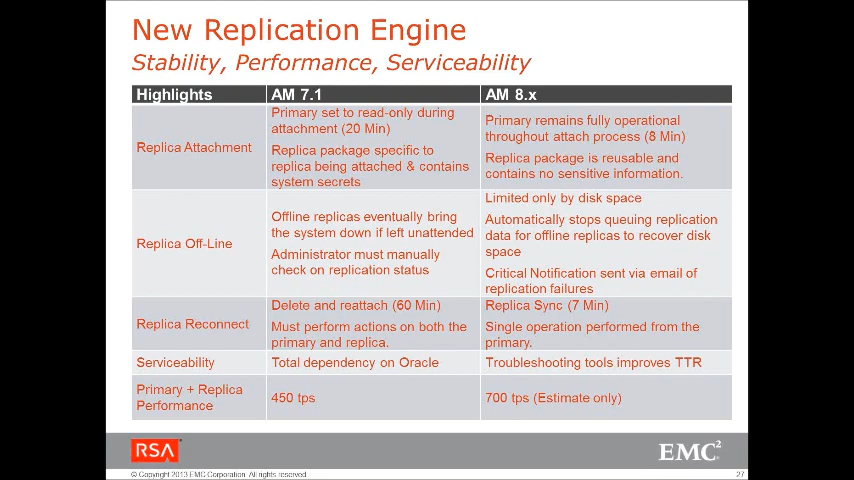 New Replication Engine
Stability, Performance, Serviceability
Highlights
AM 7.1
AM 8.x
Replica Attachment
Primary set to read-only during
attachment (20 Min)
Replica package specific to
replica being attached & contains
system secrets
Primary remains fully operational
throughout attach process (8 Min)
Replica package is reusable and
contains no sensitive information.
Replica Off-Line
Offline replicas eventually bring
the system down if left unattended
Administrator must manually
check on replication status
Limited only by disk space
Automatically stops queuing replication
data for offline replicas to recover disk
space
Critical Notification sent via email of
replication failures
Replica Reconnect
Delete and reattach (60 Min)
Must perform actions on both the
primary and replica.
Replica Sync (7 Min)
Single operation performed from the
primary.
Serviceability
Total dependency on Oracle
Troubleshooting tools improves TTR
Primary + Replica
Performance
450 tps
700 tps (Estimate only)
RSA
EMC²
© Copyright 2013 EMC Corporation. All rights reserved.
27